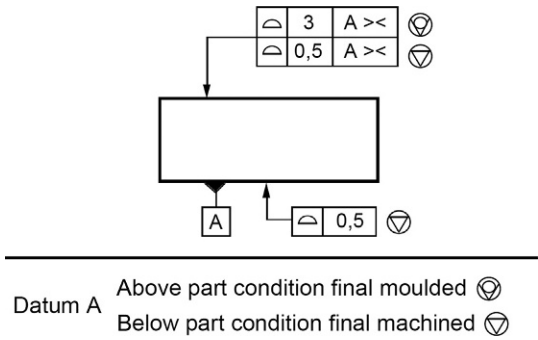 3 A ><
0,5 A ><
A
0,5
Datum A
Above part condition final moulded
Below part condition final machined